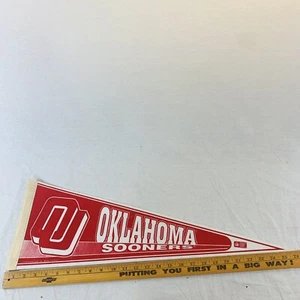 OU
OKLAHOMA
SOONERS
PUTTING YOU FIRST IN A BIG WAY!